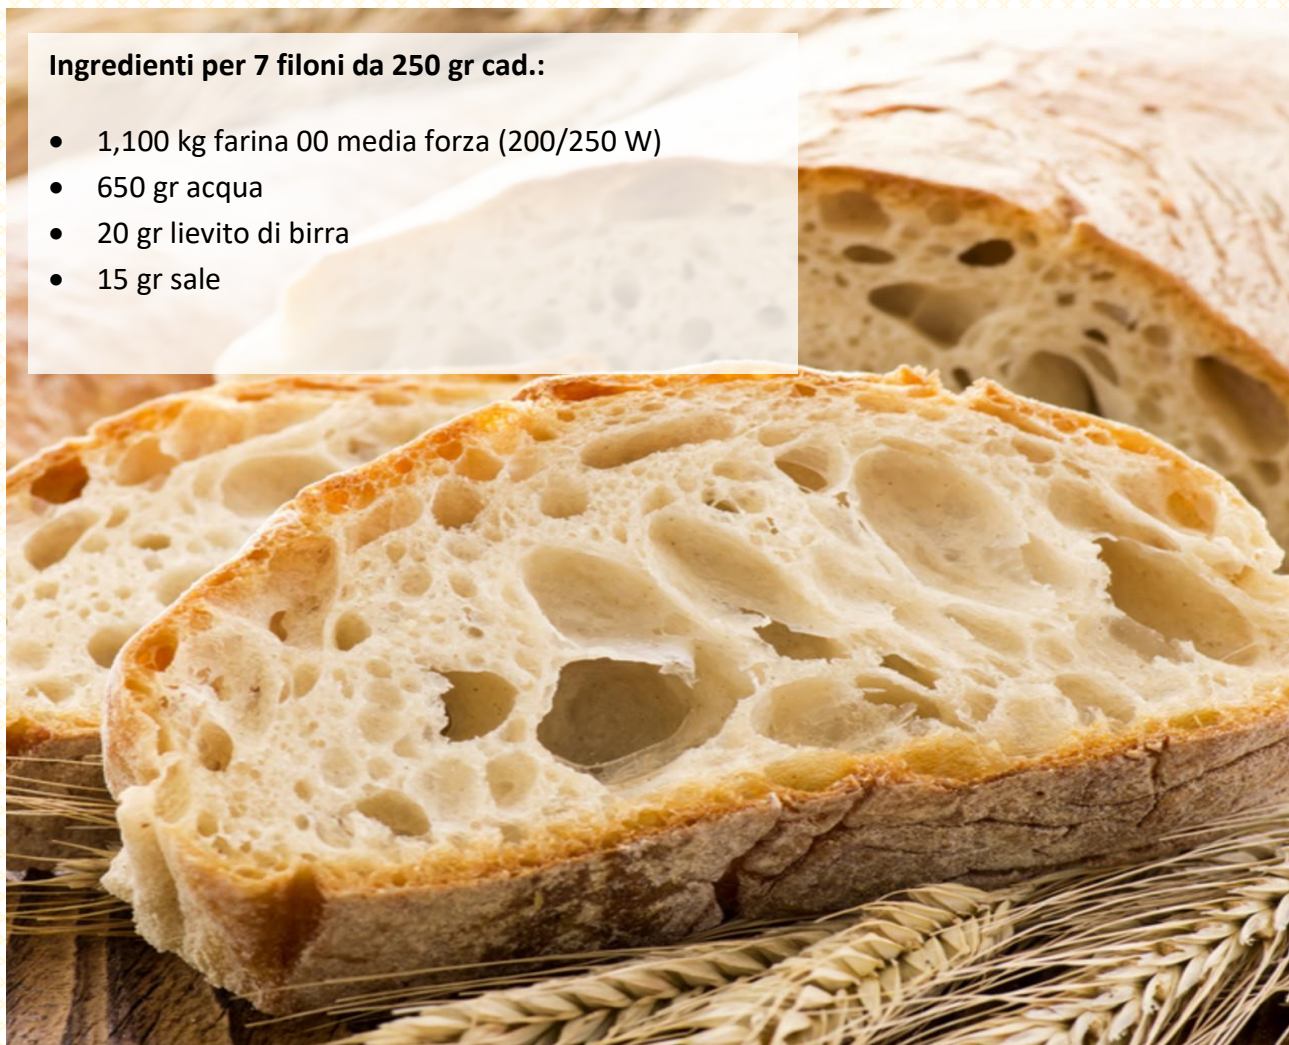 Ingredienti per 7 filoni da 250 gr cad.:
• 1,100 kg farina 00 media forza (200/250 W)
• 650 gr acqua
• 20 gr lievito di birra
• 15 gr sale